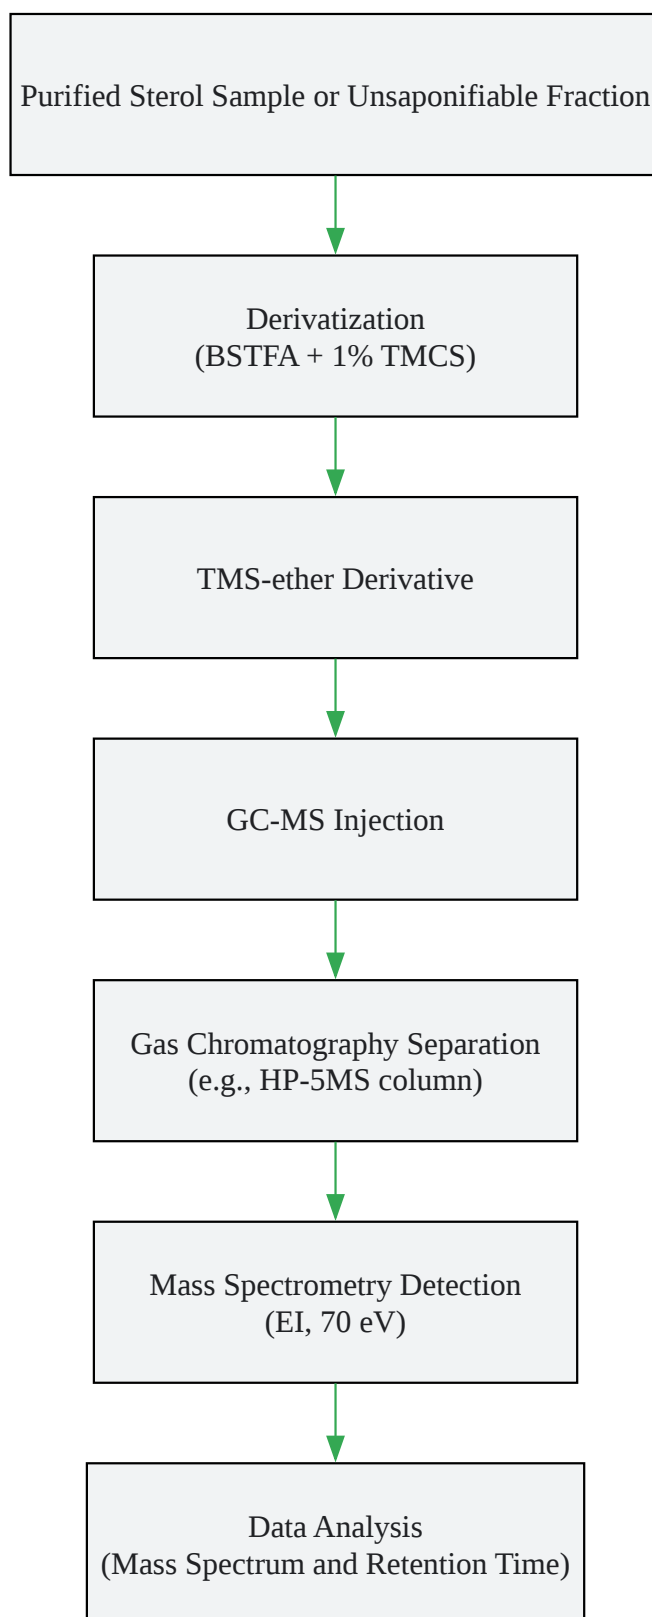 Purified Sterol Sample or Unsaponifiable Fraction
Derivatization
(BSTFA + 1% TMCS)
TMS-ether Derivative
GC-MS Injection
Gas Chromatography Separation
(e.g., HP-5MS column)
Mass Spectrometry Detection
(EI, 70 eV)
Data Analysis
(Mass Spectrum and Retention Time)